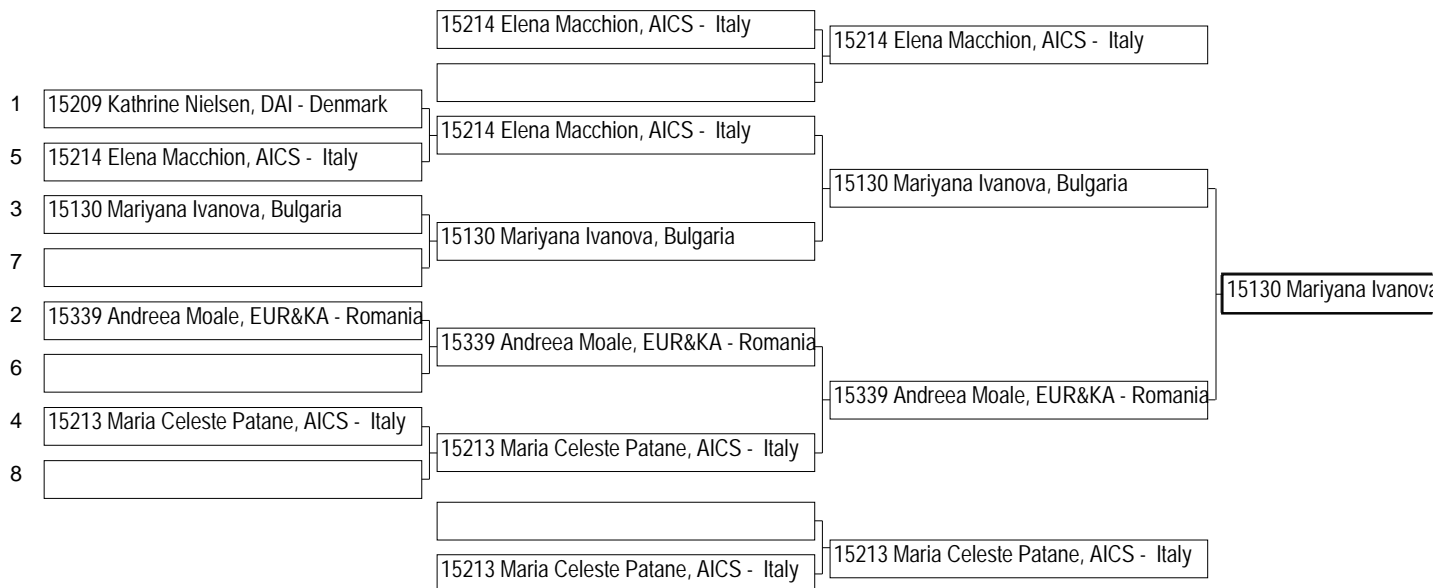 15214 Elena Macchion, AICS - Italy
15214 Elena Macchion, AICS - Italy
1 15209 Kathrine Nielsen, DAI - Denmark
15214 Elena Macchion, AICS - Italy
5 15214 Elena Macchion, AICS - Italy
15130 Mariyana Ivanova, Bulgaria
3 15130 Mariyana Ivanova, Bulgaria
15130 Mariyana Ivanova, Bulgaria
7
15130 Mariyana Ivanova
2 15339 Andreea Moale, EUR&KA - Romania
15339 Andreea Moale, EUR&KA - Romania
6
15339 Andreea Moale, EUR&KA - Romania
4 15213 Maria Celeste Patane, AICS - Italy
15213 Maria Celeste Patane, AICS - Italy
8
15213 Maria Celeste Patane, AICS - Italy
15213 Maria Celeste Patane, AICS - Italy